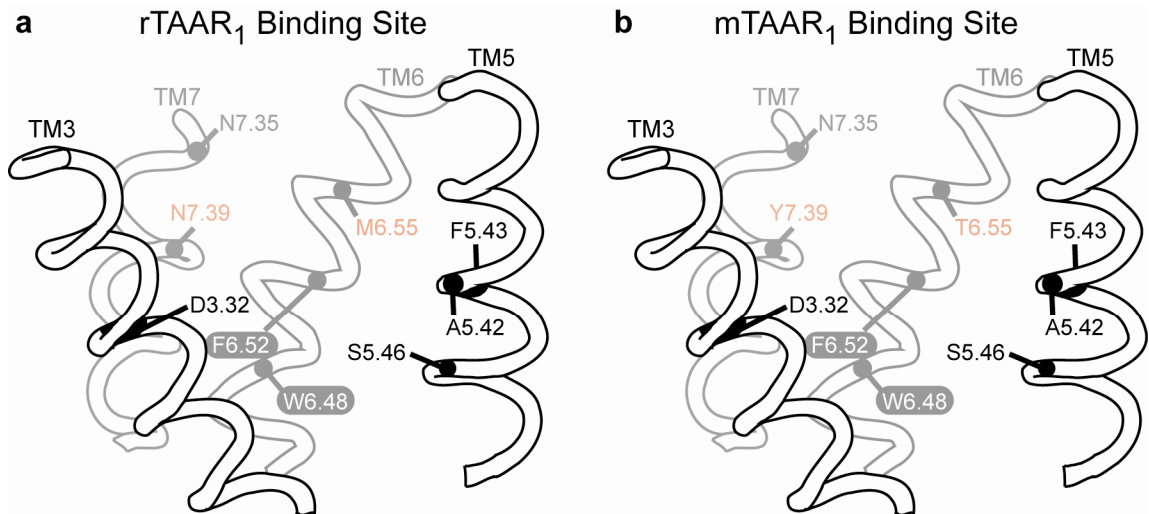 a
rTAAR1 Binding Site
TM5
TM6
TM7
N7.35
TM3
N7.39
M6.55
F5.43
D3.32
A5.42
F6.52
S5.46
W6.48
b
mTAAR1 Binding Site
TM5
TM6
TM7
N7.35
TM3
Y7.39
T6.55
F5.43
D3.32
A5.42
F6.52
S5.46
W6.48